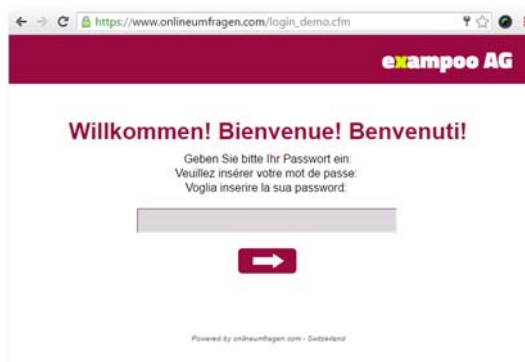 https://www.onlineumfragen.com/login_demo.cfm
exampoo AG
Willkommen! Bienvenue! Benvenuti!
Geben Sie bitte Ihr Passwort ein:
Veuillez insérer votre mot de passe:
Voglia inserire la sua password:
Powered by onlineumfragen.com - Switzerland